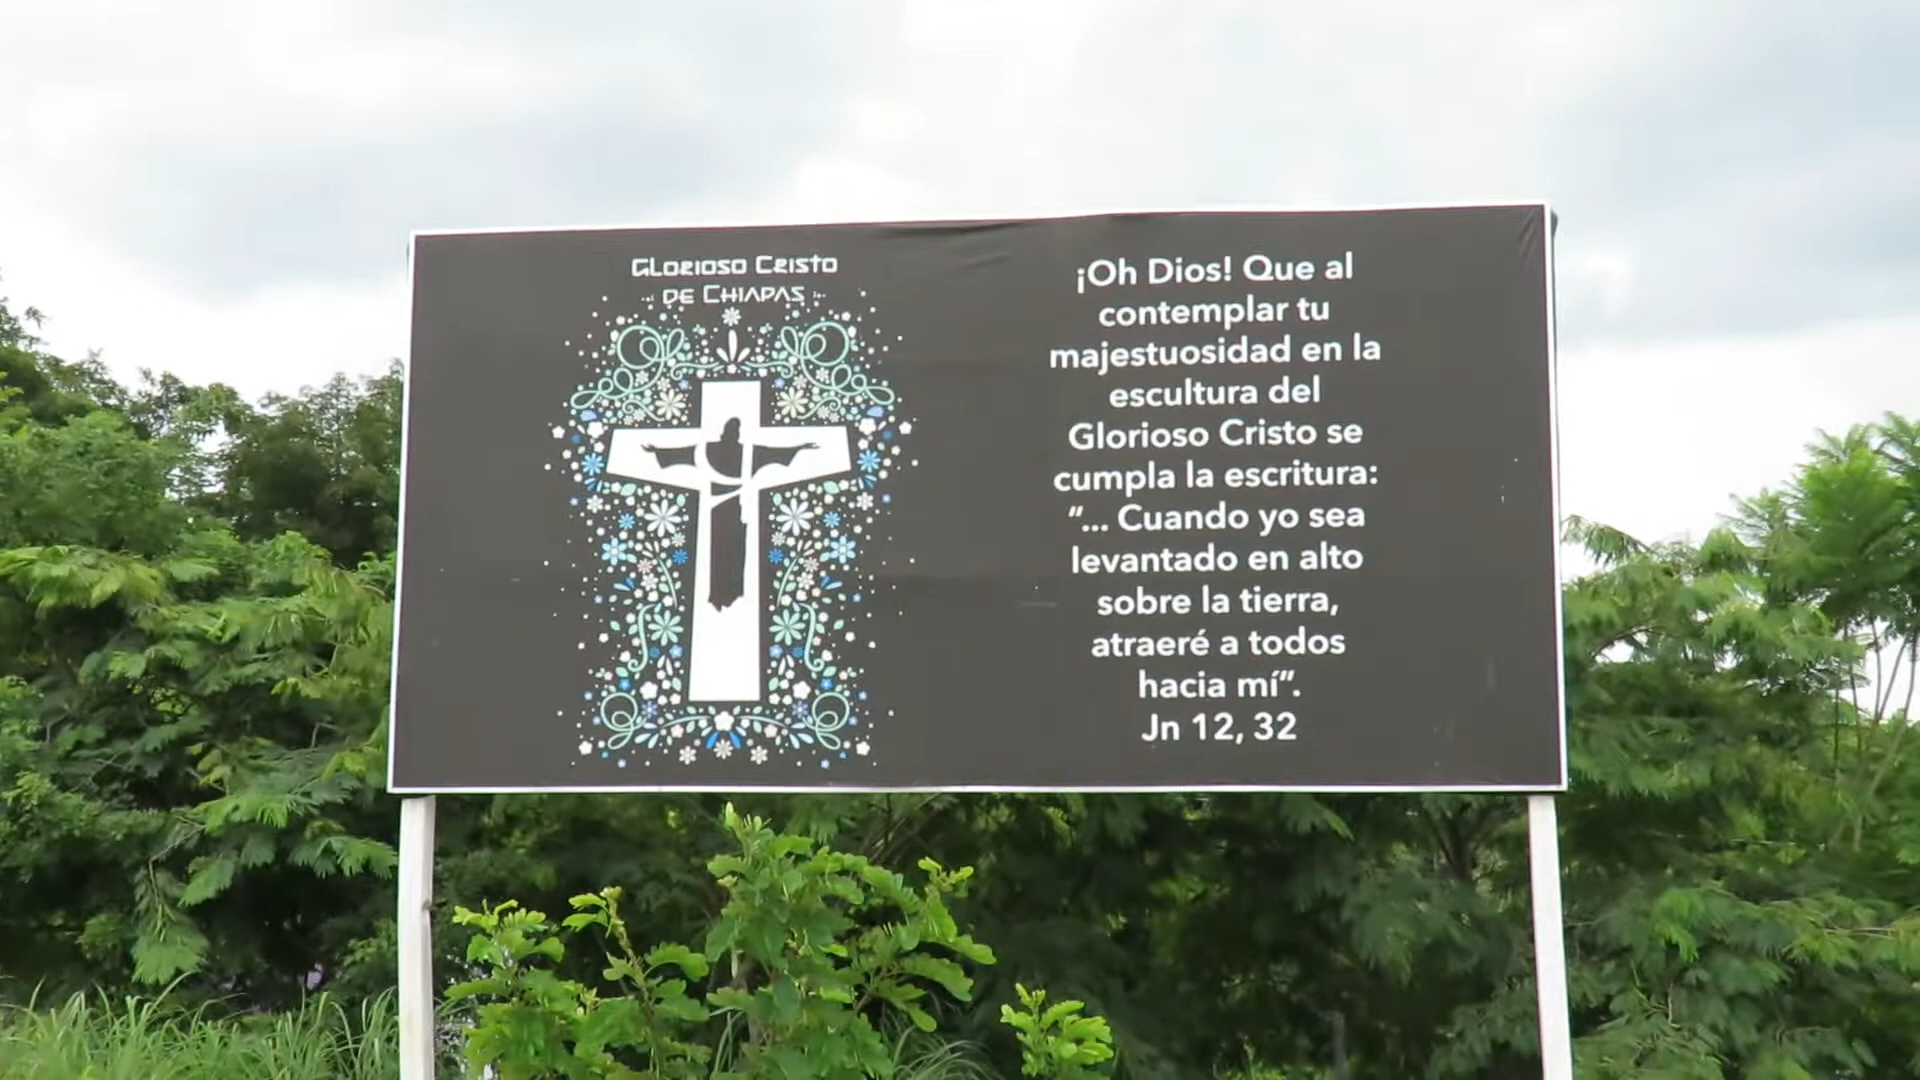 Glorioso Cristo
de Chiapas
¡Oh Dios! Que al
contemplar tu
majestuosidad en la
escultura del
Glorioso Cristo se
cumpla la escritura:
“... Cuando yo sea
levantado en alto
sobre la tierra,
atraeré a todos
hacia mí”.
Jn 12, 32